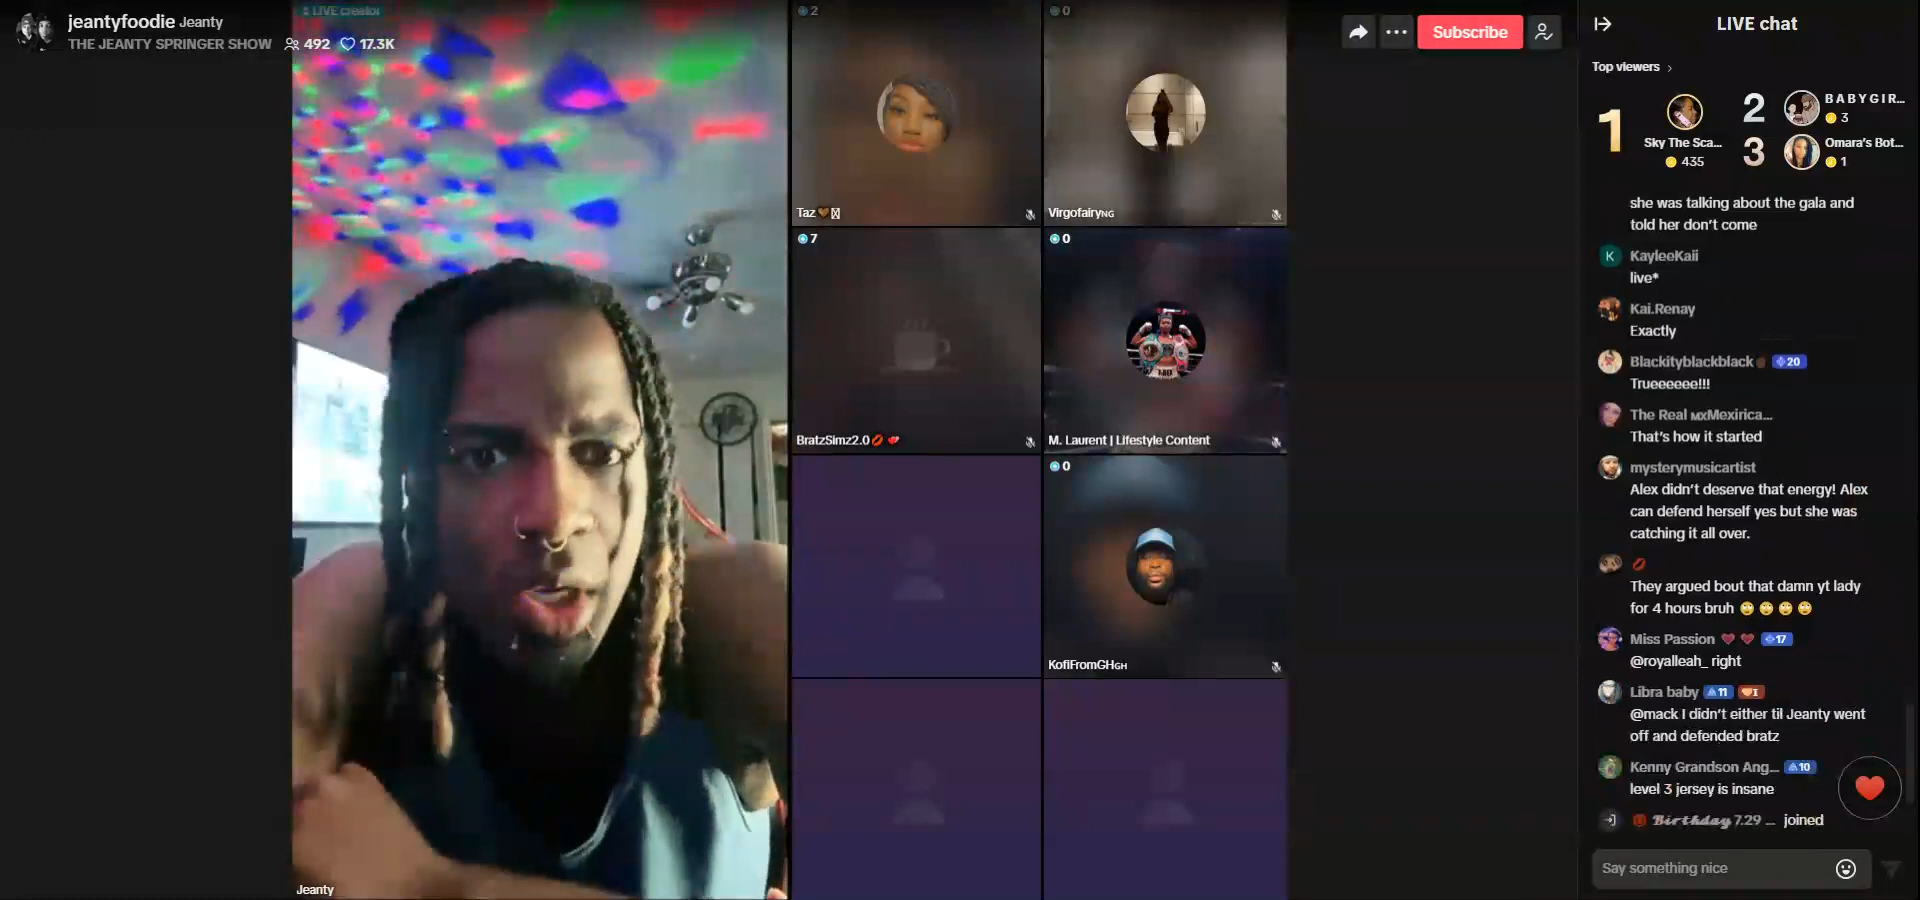 jeantyfoodie Jeanty
THE JEANTY SPRINGER SHOW 492 17.3K
LIVE creator
2
0
Subscribe
Taz
Virgofairy NG
7
0
BratzSimz2.0
M. Laurent | Lifestyle Content
0
KofiFromGH GH
Jeanty
LIVE chat
Top viewers
1
Sky The Sca...
435
2
BABYGIR...
3
3
Omara's Bot...
1
she was talking about the gala and
told her don't come
K
KayleeKaii
live*
Kai.Renay
Exactly
Blackityblackblack 20
Trueeeeee!!!
The Real MXMexirica...
That's how it started
mysterymusicartist
Alex didn't deserve that energy! Alex
can defend herself yes but she was
catching it all over.
They argued bout that damn yt lady
for 4 hours bruh 🙄 🙄 🙄 🙄
Miss Passion 17
@royalleah_ right
Libra baby 11 I
@mack I didn't either til Jeanty went
off and defended bratz
Kenny Grandson Ang... 10
level 3 jersey is insane
Birthday 7.29 ... joined
Say something nice